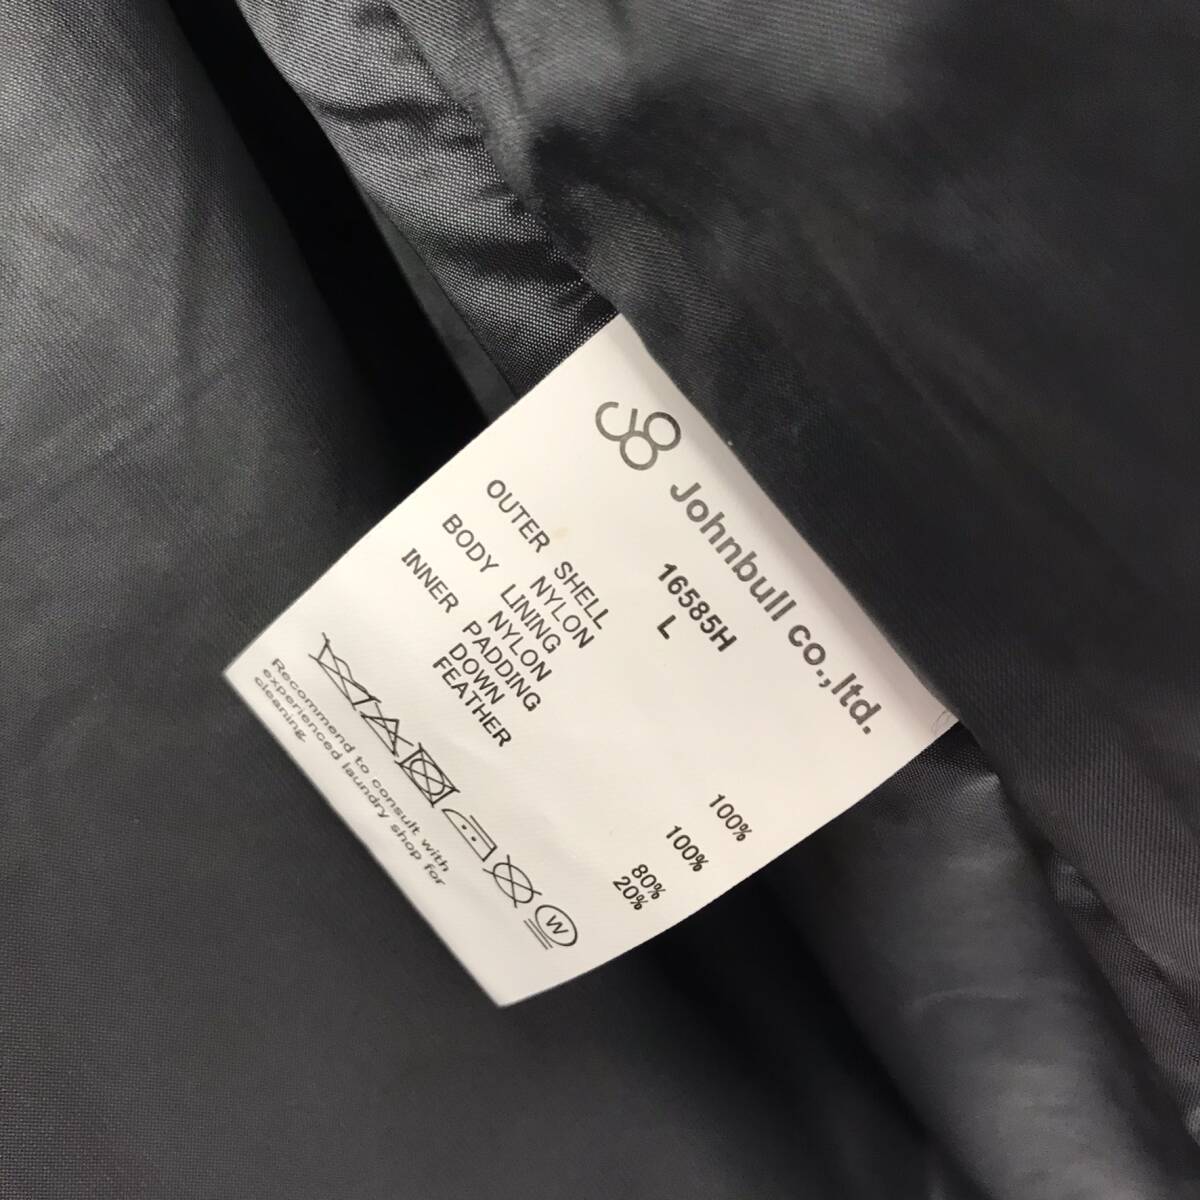 Johnbull co.,ltd.
16585H
L
OUTER SHELL
NYLON 100%
BODY LINING
NYLON 100%
INNER PADDING
DOWN 80%
FEATHER 20%
W
Recommend to consult with
experienced laundry shop for
cleaning.